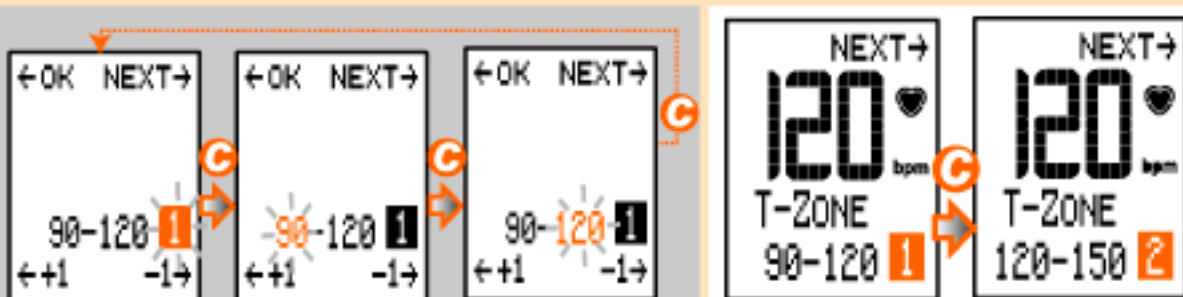 ←OK NEXT→
90-120 1
←+1 -1→
C
←OK NEXT→
90-120 1
←+1 -1→
C
←OK NEXT→
90-120-1
←+1 -1→
C
NEXT→
120
bpm
T-ZONE
90-120 1
C
NEXT→
120
bpm
T-ZONE
120-150 2